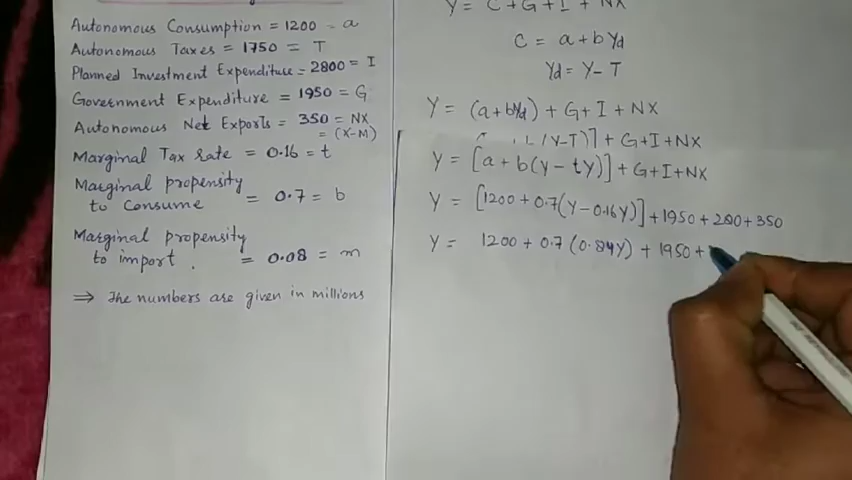 Autonomous Consumption = 1200 = a
Autonomous Taxes = 1750 = T
Planned Investment Expenditure = 2800 = I
Government Expenditure = 1950 = G
Autonomous Net Exports = 350 = NX
= (X-M)
Marginal Tax Rate = 0.16 = t
Marginal propensity
to Consume = 0.7 = b
Marginal propensity
to import . = 0.08 = m
⇒ The numbers are given in millions
Y = C+G+I+NX
C = a+bYd
Yd = Y-T
Y = (a+bYd) + G+I+NX
(Y-T)] + G+I+NX
Y = [a+b(Y-tY)] + G+I+NX
Y = [1200+0.7(Y-0.16Y)] + 1950 + 2800 + 350
Y = 1200 + 0.7 (0.84Y) + 1950 +